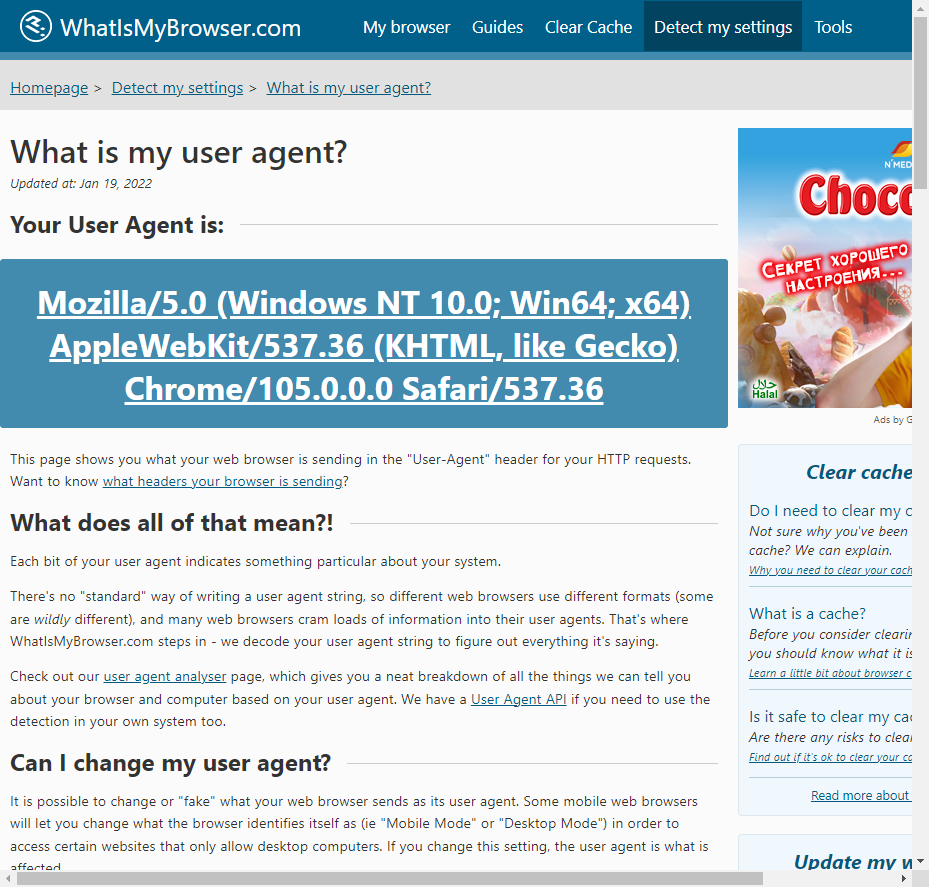 WhatIsMyBrowser.com
My browser
Guides
Clear Cache
Detect my settings
Tools
Homepage > Detect my settings > What is my user agent?
What is my user agent?
Updated at: Jan 19, 2022
Your User Agent is:
Mozilla/5.0 (Windows NT 10.0; Win64; x64)
AppleWebKit/537.36 (KHTML, like Gecko)
Chrome/105.0.0.0 Safari/537.36
This page shows you what your web browser is sending in the "User-Agent" header for your HTTP requests.
Want to know what headers your browser is sending?
What does all of that mean?!
Each bit of your user agent indicates something particular about your system.
There's no "standard" way of writing a user agent string, so different web browsers use different formats (some
are wildly different), and many web browsers cram loads of information into their user agents. That's where
WhatIsMyBrowser.com steps in - we decode your user agent string to figure out everything it's saying.
Check out our user agent analyser page, which gives you a neat breakdown of all the things we can tell you
about your browser and computer based on your user agent. We have a User Agent API if you need to use the
detection in your own system too.
Can I change my user agent?
It is possible to change or "fake" what your web browser sends as its user agent. Some mobile web browsers
will let you change what the browser identifies itself as (ie "Mobile Mode" or "Desktop Mode") in order to
access certain websites that only allow desktop computers. If you change this setting, the user agent is what is
affected.
N'MED
Choco
Секрет хорошего
настроения...
حلال
Halal
Ads by G
Clear cache
Do I need to clear my c
Not sure why you've been
cache? We can explain.
Why you need to clear your cach
What is a cache?
Before you consider clearin
you should know what it is
Learn a little bit about browser c
Is it safe to clear my cac
Are there any risks to clear
Find out if it's ok to clear your ca
Read more about
Update my w